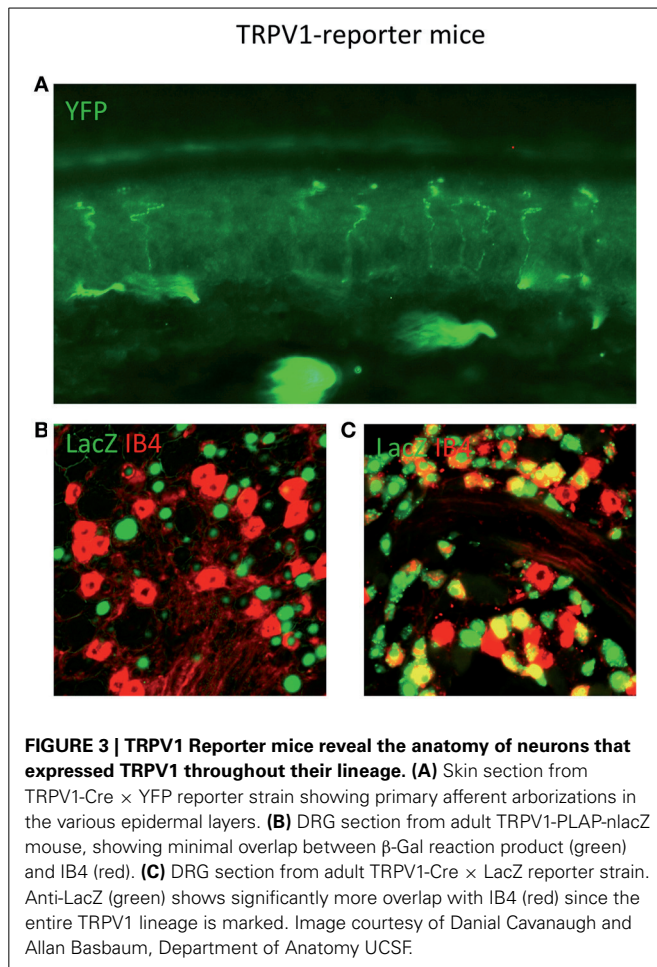 TRPV1-reporter mice
A
YFP
B
LacZ IB4
C
LacZ IB4
FIGURE 3 | TRPV1 Reporter mice reveal the anatomy of neurons that
expressed TRPV1 throughout their lineage. (A) Skin section from
TRPV1-Cre × YFP reporter strain showing primary afferent arborizations in
the various epidermal layers. (B) DRG section from adult TRPV1-PLAP-nlacZ
mouse, showing minimal overlap between β-Gal reaction product (green)
and IB4 (red). (C) DRG section from adult TRPV1-Cre × LacZ reporter strain.
Anti-LacZ (green) shows significantly more overlap with IB4 (red) since the
entire TRPV1 lineage is marked. Image courtesy of Danial Cavanaugh and
Allan Basbaum, Department of Anatomy UCSF.